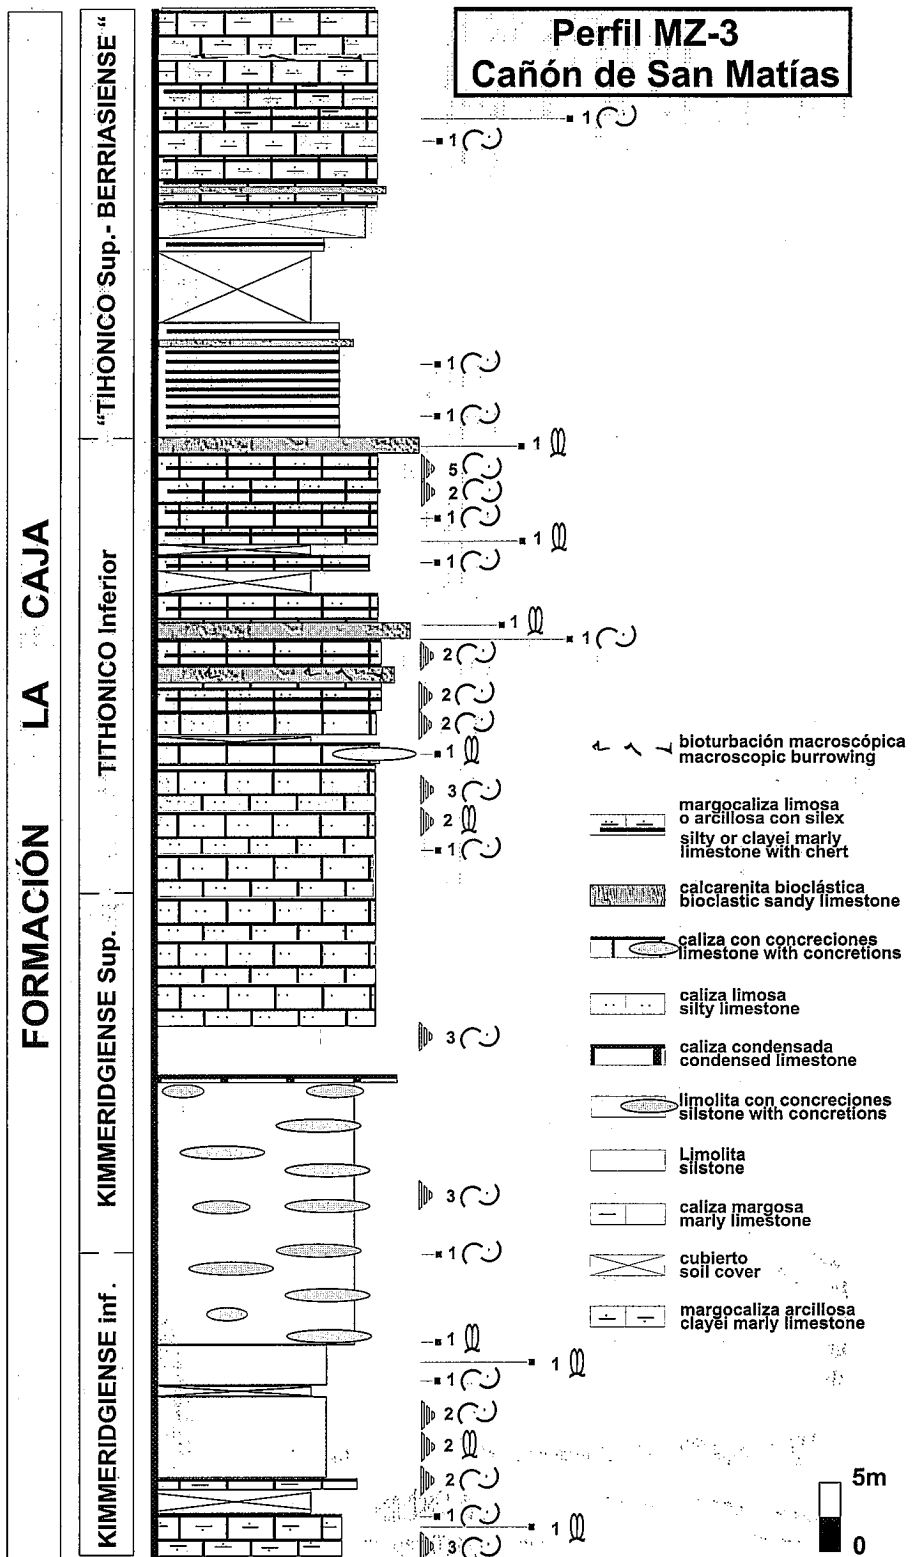 Perfil MZ-3
Cañón de San Matías
FORMACIÓN LA CAJA
"TIHONICO Sup.- BERRIASIENSE "
TITHONICO Inferior
KIMMERIDGIENSE Sup.
KIMMERIDGIENSE inf .
1
1
1
1
1
5
2
1
1
1
1
1
2
2
2
1
3
2
1
3
3
1
1
1
1
2
2
2
1
1
3
bioturbación macroscópica
macroscopic burrowing
margocaliza limosa
o arcillosa con silex
silty or clayei marly
limestone with chert
calcarenita bioclástica
bioclastic sandy limestone
caliza con concreciones
limestone with concretions
caliza limosa
silty limestone
caliza condensada
condensed limestone
limolita con concreciones
silstone with concretions
Limolita
silstone
caliza margosa
marly limestone
cubierto
soil cover
margocaliza arcillosa
clayei marly limestone
5m
0